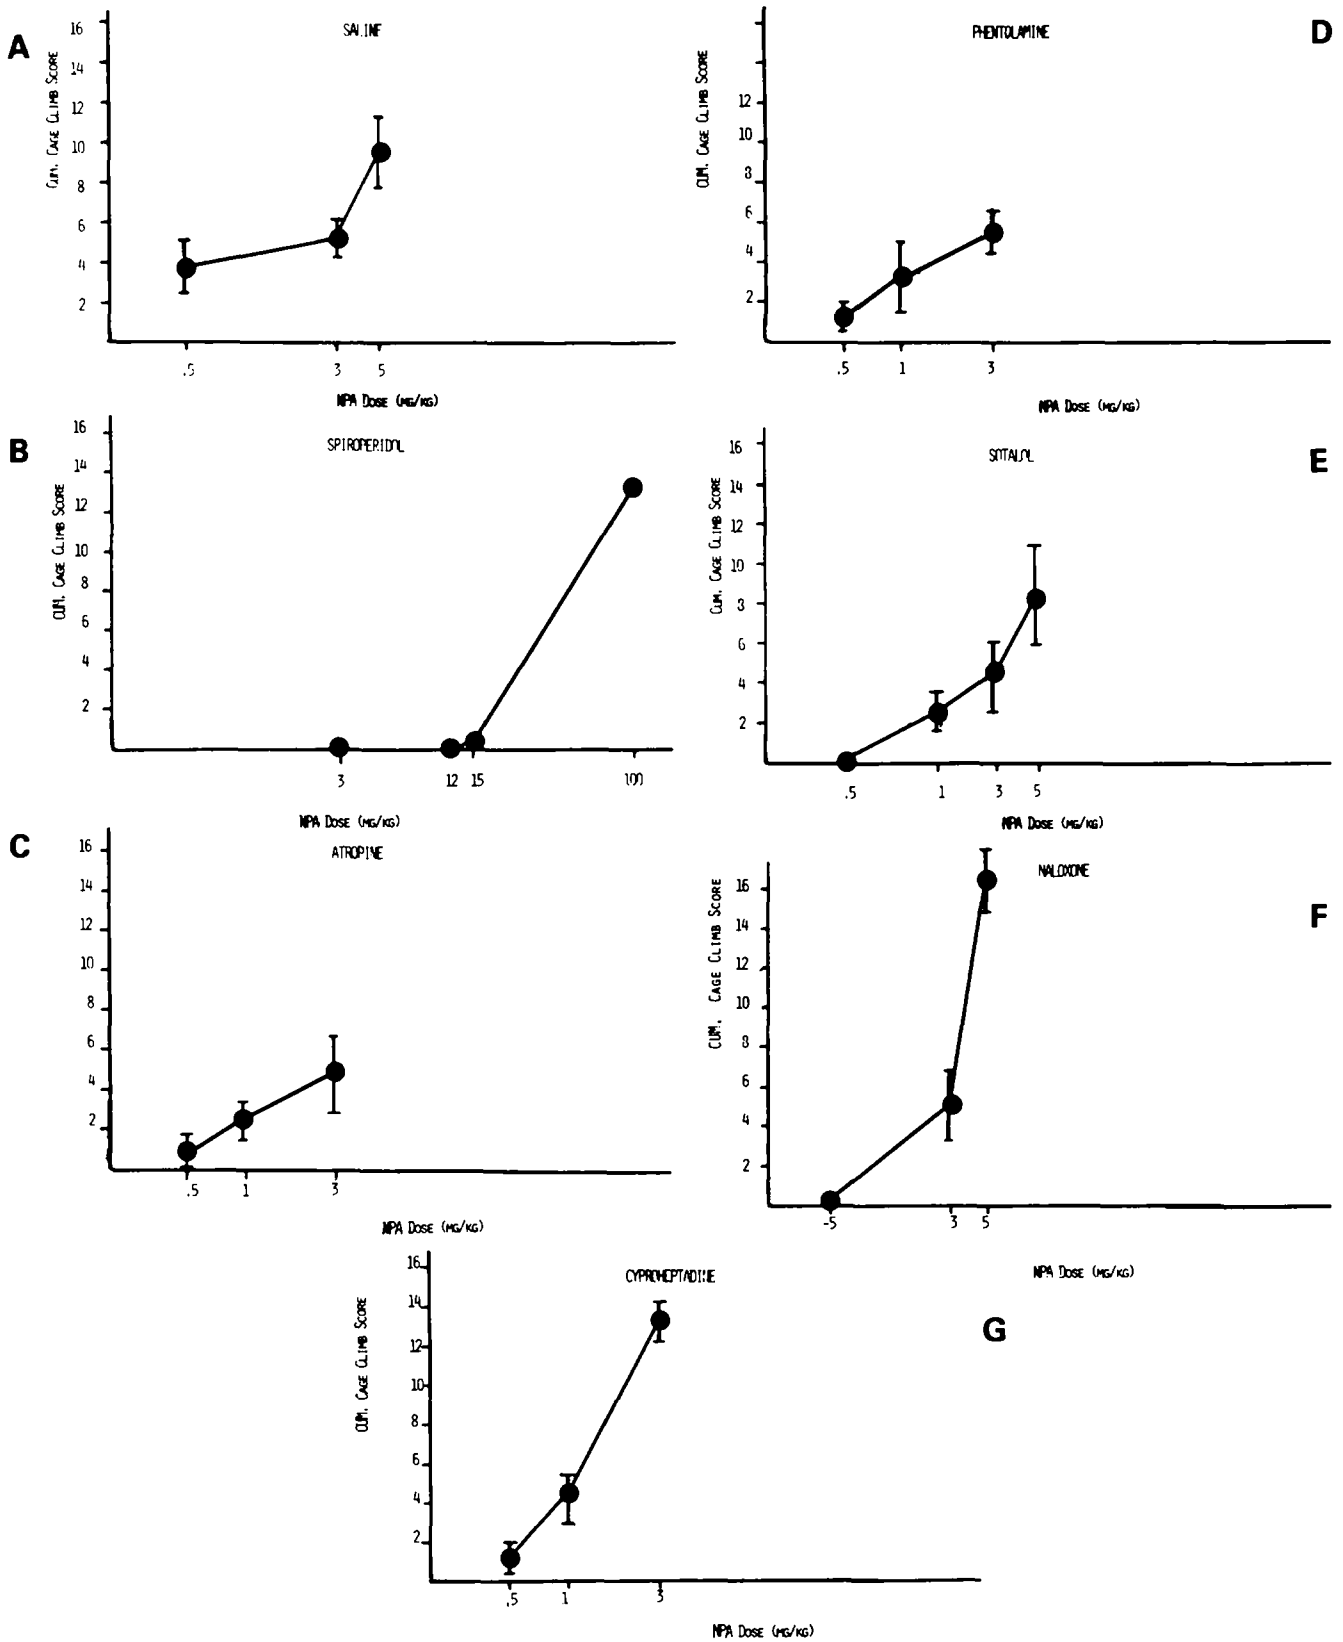 A
SALINE
CUM. CAGE CLIMB SCORE
16
14
12
10
8
6
4
2
.5 3 5
NPA DOSE (MG/KG)
B
SPIROPERIDOL
CUM. CAGE CLIMB SCORE
16
14
12
10
8
6
4
2
3 12 15 100
NPA DOSE (MG/KG)
C
ATROPINE
16
14
12
10
8
6
4
2
.5 1 3
NPA DOSE (MG/KG)
D
PHENTOLAMINE
CUM. CAGE CLIMB SCORE
12
10
8
6
4
2
.5 1 3
NPA DOSE (MG/KG)
E
SOTALOL
CUM. CAGE CLIMB SCORE
16
14
12
10
8
6
4
2
.5 1 3 5
NPA DOSE (MG/KG)
F
NALOXONE
CUM. CAGE CLIMB SCORE
16
14
12
10
8
6
4
2
-5 3 5
NPA DOSE (MG/KG)
G
CYPROHEPTADINE
CUM. CAGE CLIMB SCORE
16
14
12
10
8
6
4
2
.5 1 3
NPA DOSE (MG/KG)